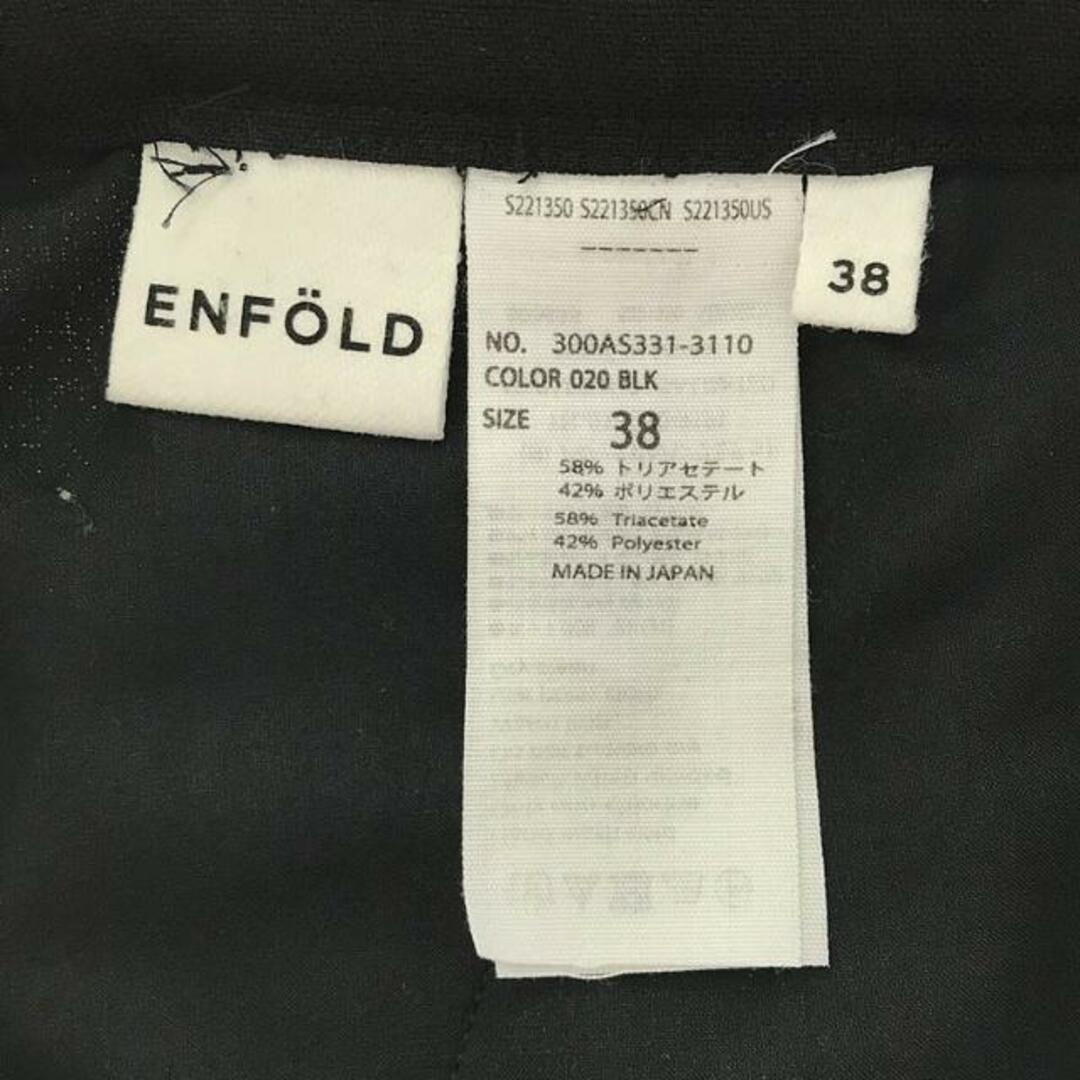 ENFÖLD
S221350 S221350CN S221350US
-------
NO. 300AS331-3110
COLOR 020 BLK
SIZE 38
58% トリアセテート
42% ポリエステル
58% Triacetate
42% Polyester
MADE IN JAPAN
38